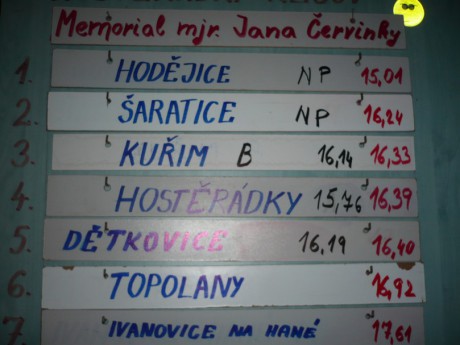 Memorial mjr. Jana Červinky
1. HODĚJICE NP 15,01
2. ŠARATICE NP 16,24
3. KUŘIM B 16,14 16,33
4. HOSTĚRÁDKY 15,76 16,39
5. DĚTKOVICE 16,19 16,40
6. TOPOLANY 16,92
7. IVANOVICE NA HANÉ 17,61